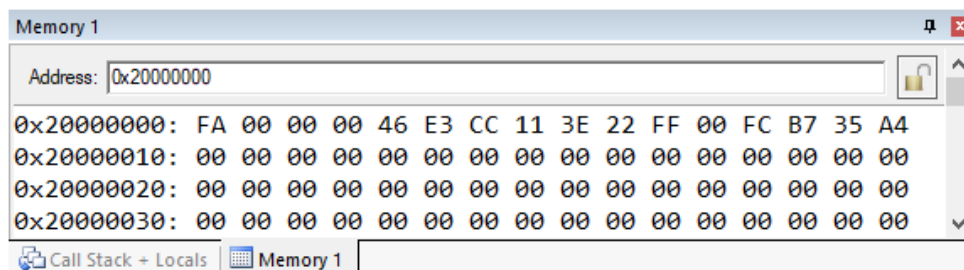 Memory 1
Address: 0x20000000
0x20000000: FA 00 00 00 46 E3 CC 11 3E 22 FF 00 FC B7 35 A4
0x20000010: 00 00 00 00 00 00 00 00 00 00 00 00 00 00 00 00
0x20000020: 00 00 00 00 00 00 00 00 00 00 00 00 00 00 00 00
0x20000030: 00 00 00 00 00 00 00 00 00 00 00 00 00 00 00 00
Call Stack + Locals Memory 1